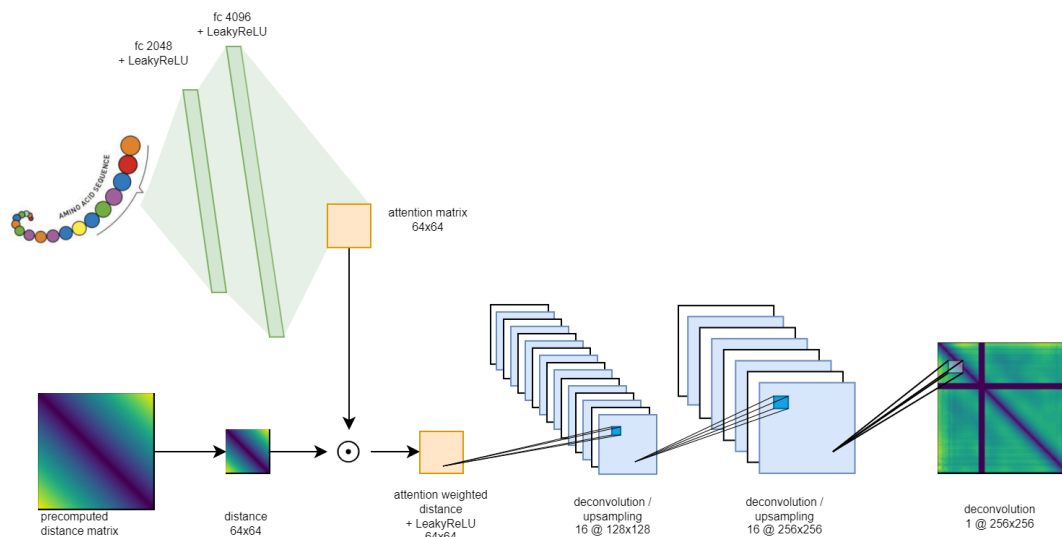 fc 4096
+ LeakyReLU
fc 2048
+ LeakyReLU
AMINO ACID SEQUENCE
attention matrix
64x64
precomputed
distance matrix
distance
64x64
attention weighted
distance
+ LeakyReLU
64x64
deconvolution /
upsampling
16 @ 128x128
deconvolution /
upsampling
16 @ 256x256
deconvolution
1 @ 256x256